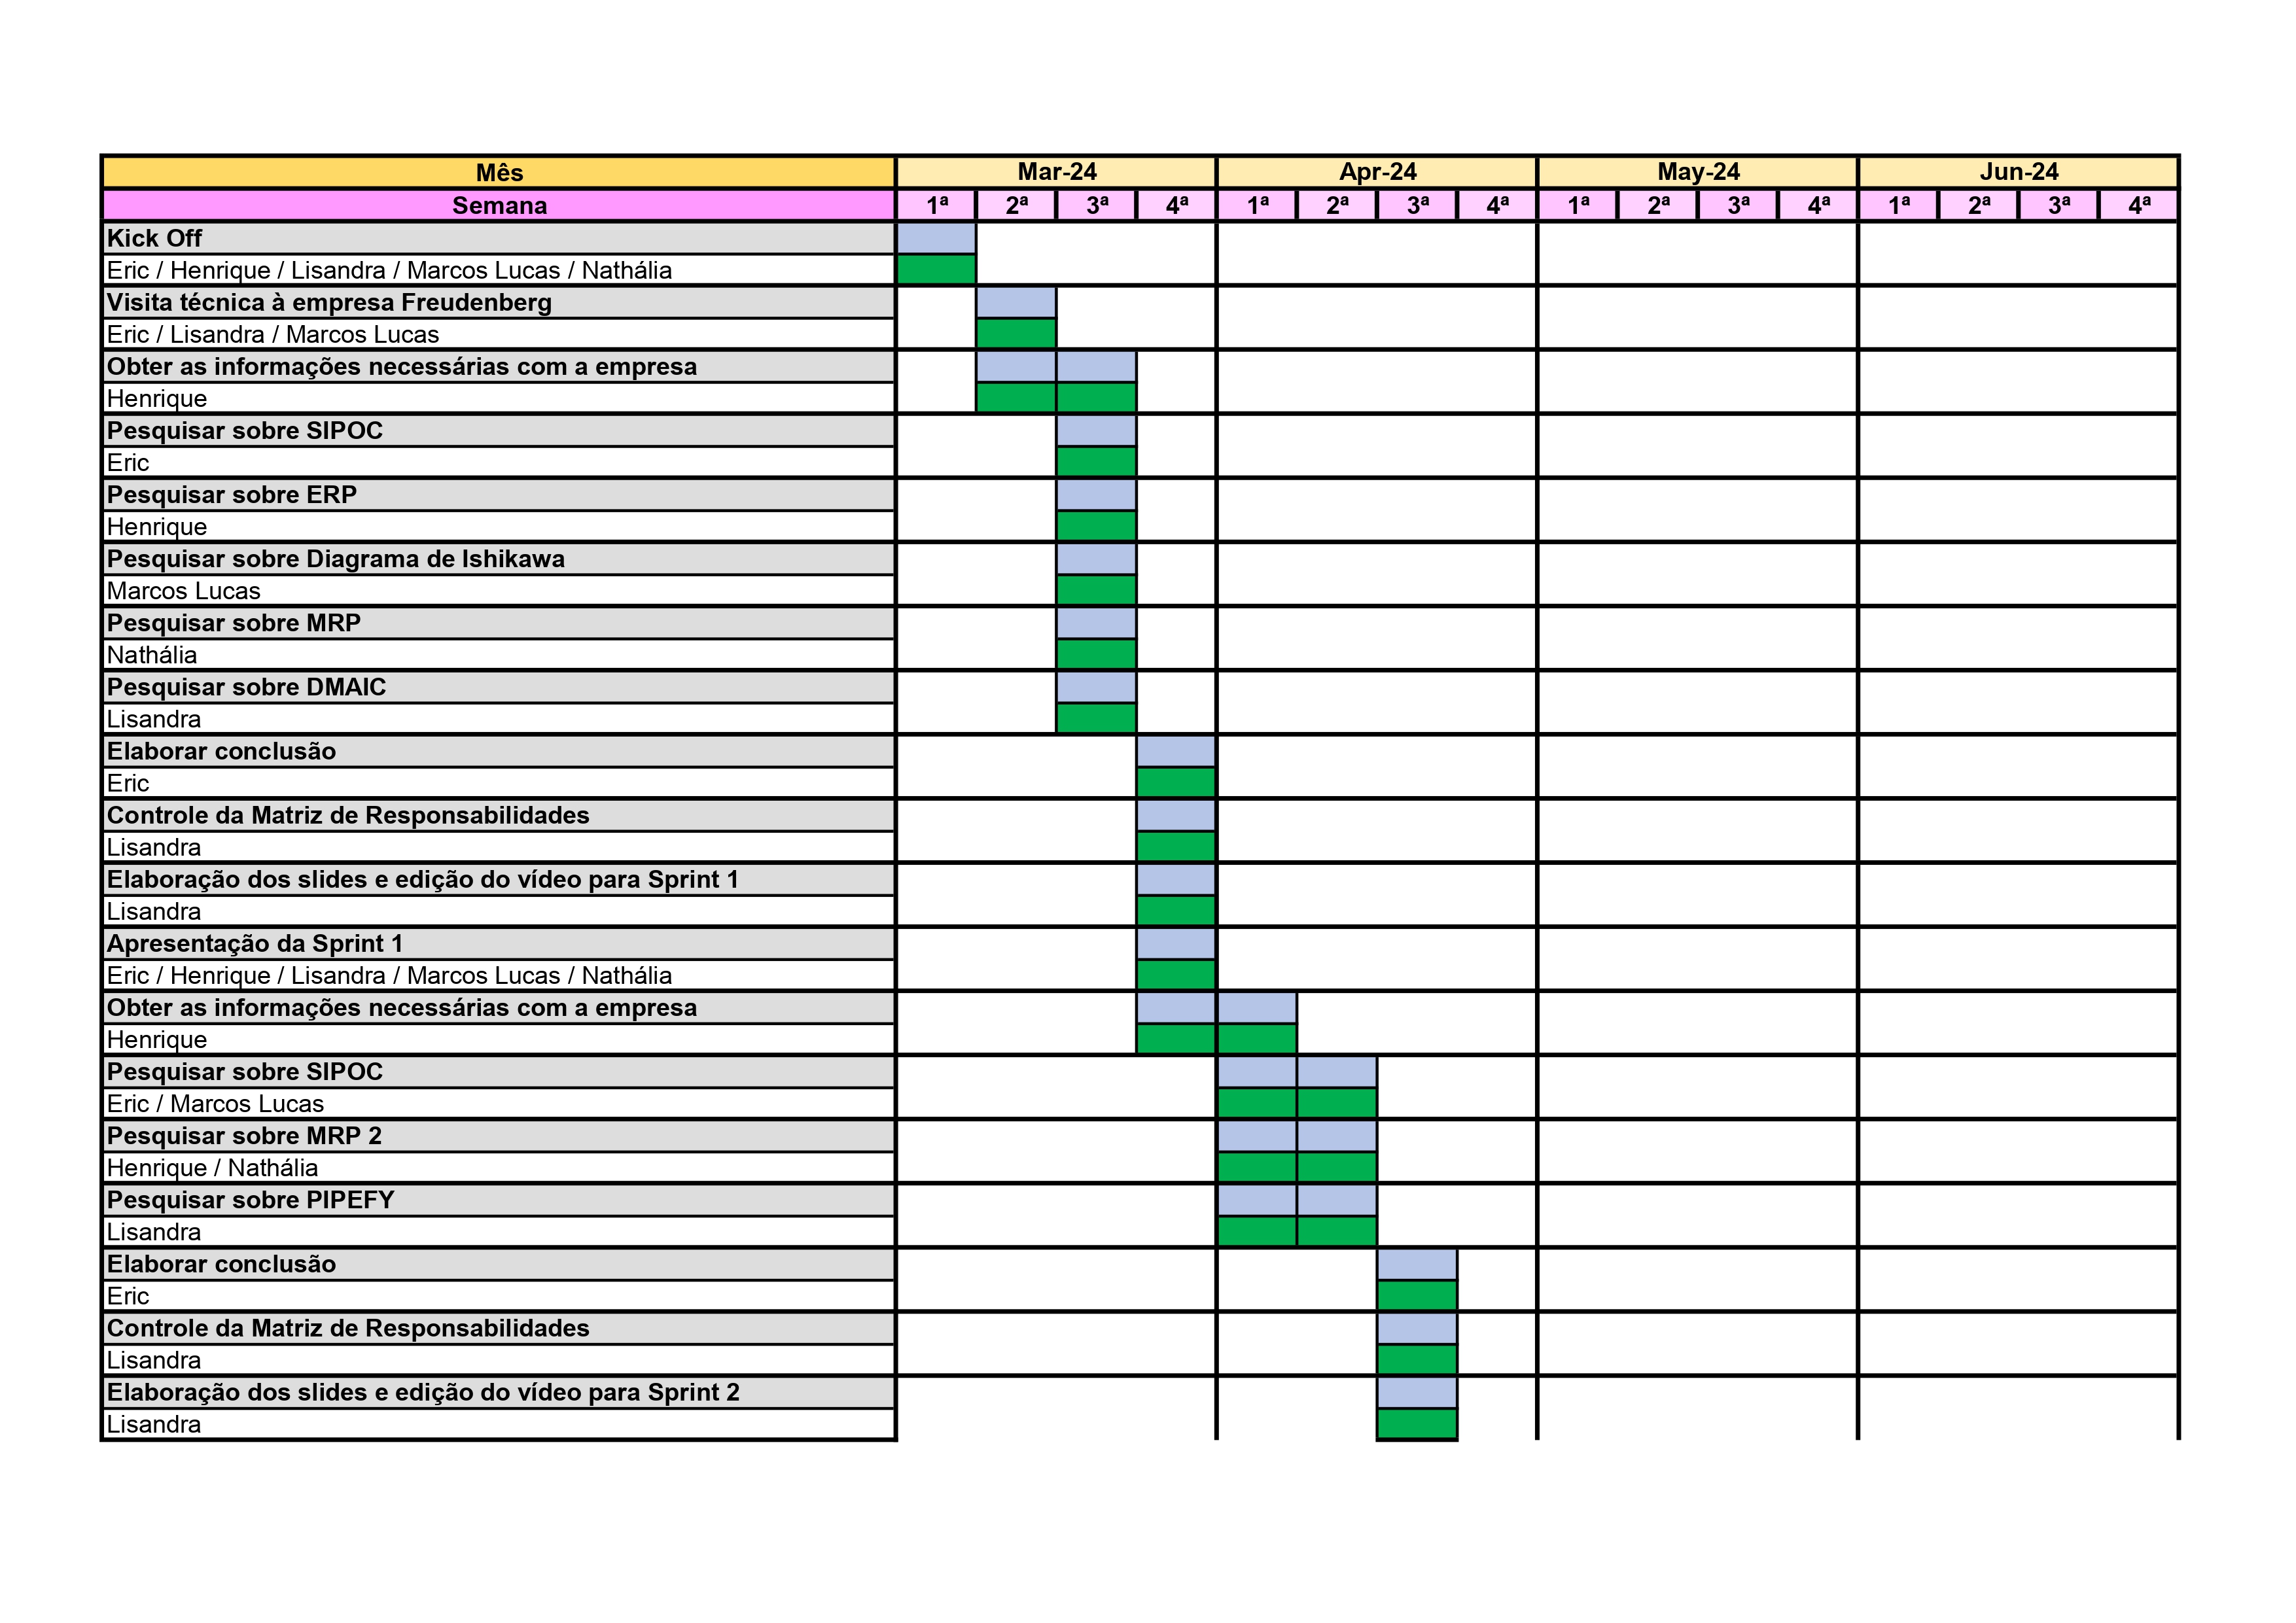 Mês Mar-24 Apr-24 May-24 Jun-24
Semana 1ª 2ª 3ª 4ª 1ª 2ª 3ª 4ª 1ª 2ª 3ª 4ª 1ª 2ª 3ª 4ª
Kick Off
Eric / Henrique / Lisandra / Marcos Lucas / Nathália
Visita técnica à empresa Freudenberg
Eric / Lisandra / Marcos Lucas
Obter as informações necessárias com a empresa
Henrique
Pesquisar sobre SIPOC
Eric
Pesquisar sobre ERP
Henrique
Pesquisar sobre Diagrama de Ishikawa
Marcos Lucas
Pesquisar sobre MRP
Nathália
Pesquisar sobre DMAIC
Lisandra
Elaborar conclusão
Eric
Controle da Matriz de Responsabilidades
Lisandra
Elaboração dos slides e edição do vídeo para Sprint 1
Lisandra
Apresentação da Sprint 1
Eric / Henrique / Lisandra / Marcos Lucas / Nathália
Obter as informações necessárias com a empresa
Henrique
Pesquisar sobre SIPOC
Eric / Marcos Lucas
Pesquisar sobre MRP 2
Henrique / Nathália
Pesquisar sobre PIPEFY
Lisandra
Elaborar conclusão
Eric
Controle da Matriz de Responsabilidades
Lisandra
Elaboração dos slides e edição do vídeo para Sprint 2
Lisandra